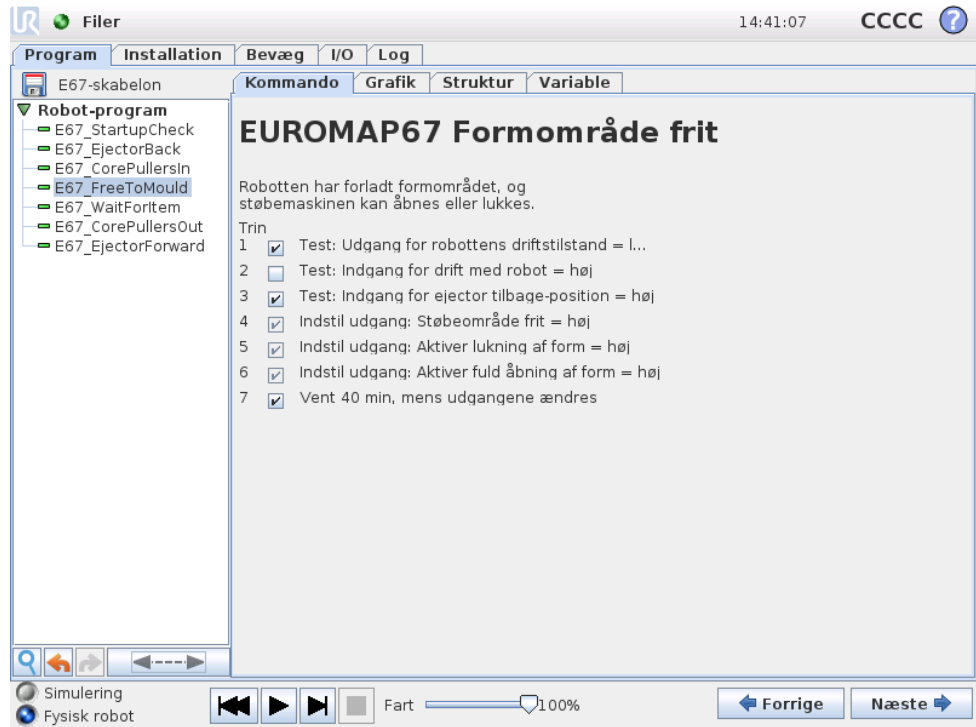 UR Filer 14:41:07 CCCC ?
Program Installation Bevæg I/O Log
E67-skabelon
Kommando Grafik Struktur Variable
Robot-program
E67_StartupCheck
E67_EjectorBack
E67_CorePullersIn
E67_FreeToMould
E67_WaitForItem
E67_CorePullersOut
E67_EjectorForward
EUROMAP67 Formområde frit
Robotten har forladt formområdet, og
støbemaskinen kan åbnes eller lukkes.
Trin
1 Test: Udgang for robottens driftstilstand = l...
2 Test: Indgang for drift med robot = høj
3 Test: Indgang for ejector tilbage-position = høj
4 Indstil udgang: Støbeområde frit = høj
5 Indstil udgang: Aktiver lukning af form = høj
6 Indstil udgang: Aktiver fuld åbning af form = høj
7 Vent 40 min, mens udgangene ændres
Simulering
Fysisk robot
Fart 100%
Forrige Næste